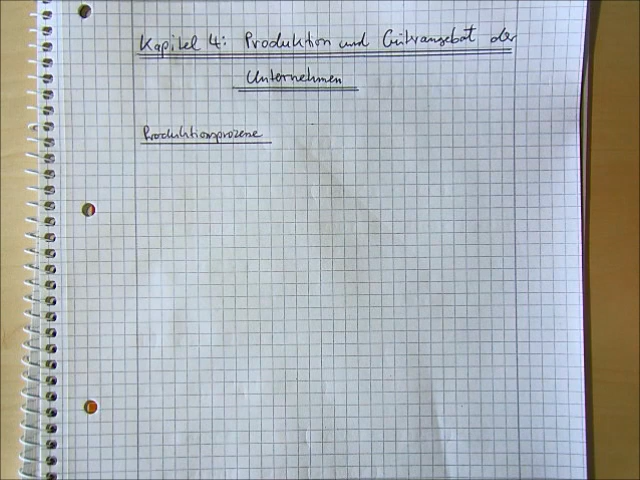 Kapitel 4: Produktion und Güterangebot der
Unternehmen
Produktionsprozesse